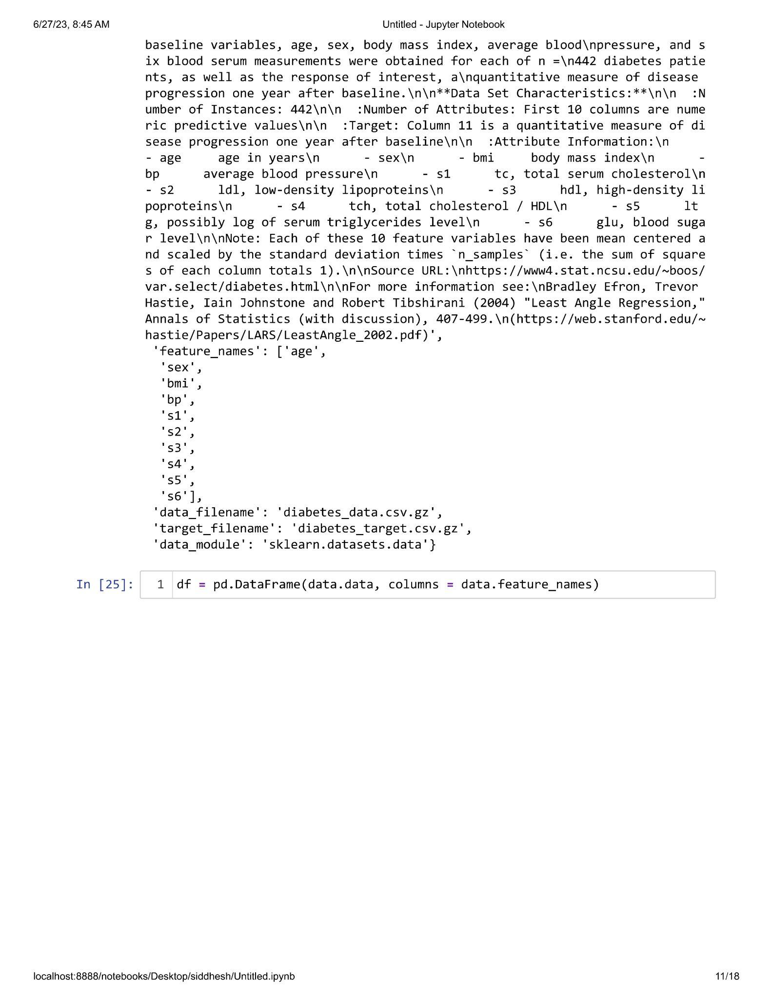 6/27/23, 8:45 AM Untitled - Jupyter Notebook
baseline variables, age, sex, body mass index, average blood\npressure, and s
ix blood serum measurements were obtained for each of n =\n442 diabetes patie
nts, as well as the response of interest, a\nquantitative measure of disease
progression one year after baseline.\n\n**Data Set Characteristics:**\n\n  :N
umber of Instances: 442\n\n  :Number of Attributes: First 10 columns are nume
ric predictive values\n\n  :Target: Column 11 is a quantitative measure of di
sease progression one year after baseline\n\n  :Attribute Information:\n
- age     age in years\n      - sex\n      - bmi     body mass index\n      -
bp      average blood pressure\n      - s1      tc, total serum cholesterol\n
- s2      ldl, low-density lipoproteins\n      - s3      hdl, high-density li
poproteins\n      - s4      tch, total cholesterol / HDL\n      - s5      lt
g, possibly log of serum triglycerides level\n      - s6      glu, blood suga
r level\n\nNote: Each of these 10 feature variables have been mean centered a
nd scaled by the standard deviation times `n_samples` (i.e. the sum of square
s of each column totals 1).\n\nSource URL:\nhttps://www4.stat.ncsu.edu/~boos/
var.select/diabetes.html\n\nFor more information see:\nBradley Efron, Trevor
Hastie, Iain Johnstone and Robert Tibshirani (2004) "Least Angle Regression,"
Annals of Statistics (with discussion), 407-499.\n(https://web.stanford.edu/~
hastie/Papers/LARS/LeastAngle_2002.pdf)',
'feature_names': ['age',
'sex',
'bmi',
'bp',
's1',
's2',
's3',
's4',
's5',
's6'],
'data_filename': 'diabetes_data.csv.gz',
'target_filename': 'diabetes_target.csv.gz',
'data_module': 'sklearn.datasets.data'}
In [25]: 1 df = pd.DataFrame(data.data, columns = data.feature_names)
localhost:8888/notebooks/Desktop/siddhesh/Untitled.ipynb 11/18